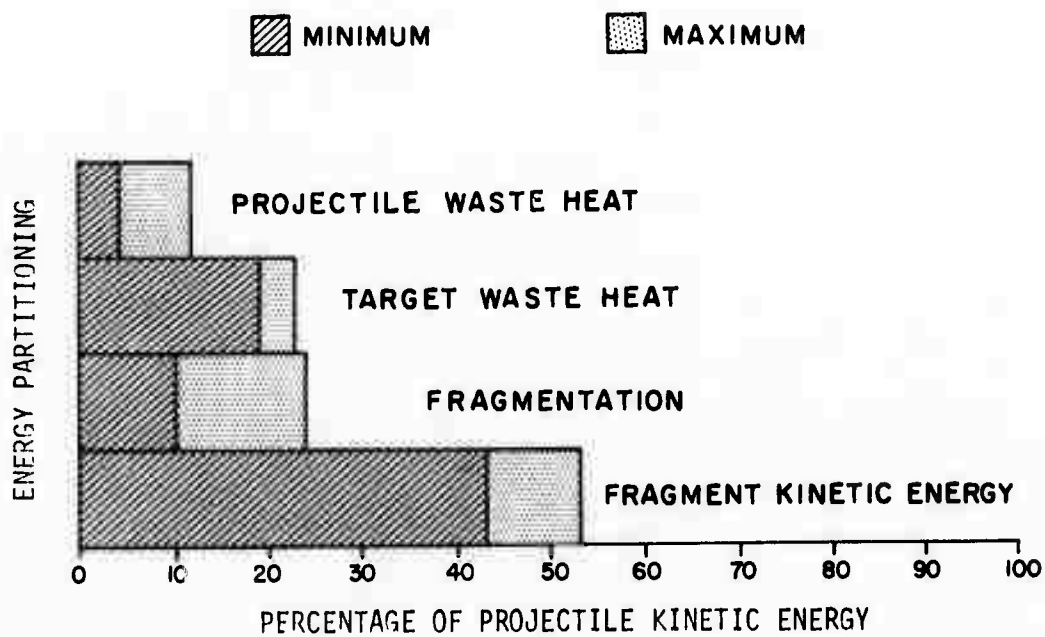 MINIMUM MAXIMUM
ENERGY PARTITIONING
PROJECTILE WASTE HEAT
TARGET WASTE HEAT
FRAGMENTATION
FRAGMENT KINETIC ENERGY
0 10 20 30 40 50 60 70 80 90 100
PERCENTAGE OF PROJECTILE KINETIC ENERGY